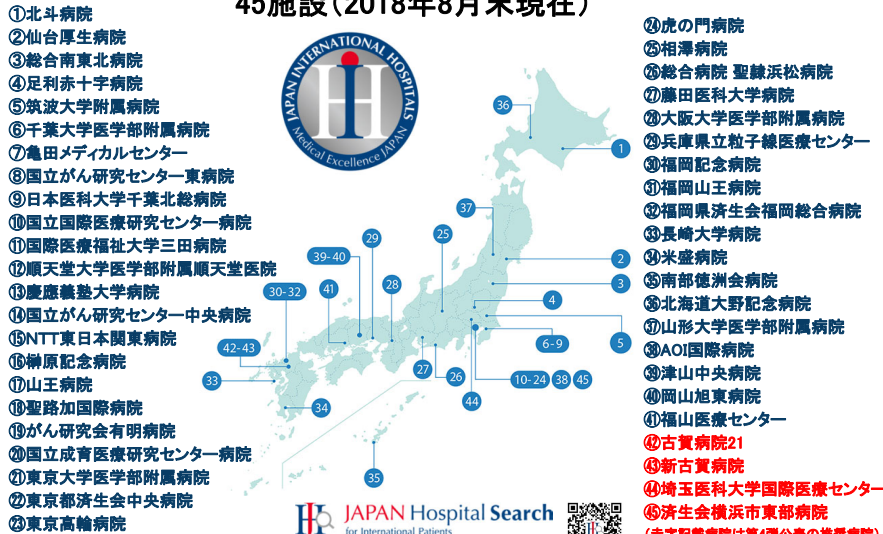 45施設（2018年8月末現在）
①北斗病院
②仙台厚生病院
③総合南東北病院
④足利赤十字病院
⑤筑波大学附属病院
⑥千葉大学医学部附属病院
⑦亀田メディカルセンター
⑧国立がん研究センター東病院
⑨日本医科大学千葉北総病院
⑩国立国際医療研究センター病院
⑪国際医療福祉大学三田病院
⑫順天堂大学医学部附属順天堂医院
⑬慶應義塾大学病院
⑭国立がん研究センター中央病院
⑮NTT東日本関東病院
⑯榊原記念病院
⑰山王病院
⑱聖路加国際病院
⑲がん研究会有明病院
⑳国立成育医療研究センター病院
㉑東京大学医学部附属病院
㉒東京都済生会中央病院
㉓東京高輪病院
JAPAN INTERNATIONAL HOSPITALS
Medical Excellence JAPAN
36
1
37
29
25
2
39-40
3
28
30-32
41
4
42-43
6-9
5
33
27
26
10-24 38 45
44
34
35
JAPAN Hospital Search
for International Patients
㉔虎の門病院
㉕相澤病院
㉖総合病院 聖隷浜松病院
㉗藤田医科大学病院
㉘大阪大学医学部附属病院
㉙兵庫県立粒子線医療センター
㉚福岡記念病院
㉛福岡山王病院
㉜福岡県済生会福岡総合病院
㉝長崎大学病院
㉞米盛病院
㉟南部徳洲会病院
㊱北海道大野記念病院
㊲山形大学医学部附属病院
㊳AOI国際病院
㊴津山中央病院
㊵岡山旭東病院
㊶福山医療センター
㊷古賀病院21
㊸新古賀病院
㊹埼玉医科大学国際医療センター
㊺済生会横浜市東部病院
(赤字記載病院は第4弾公表の推奨病院)